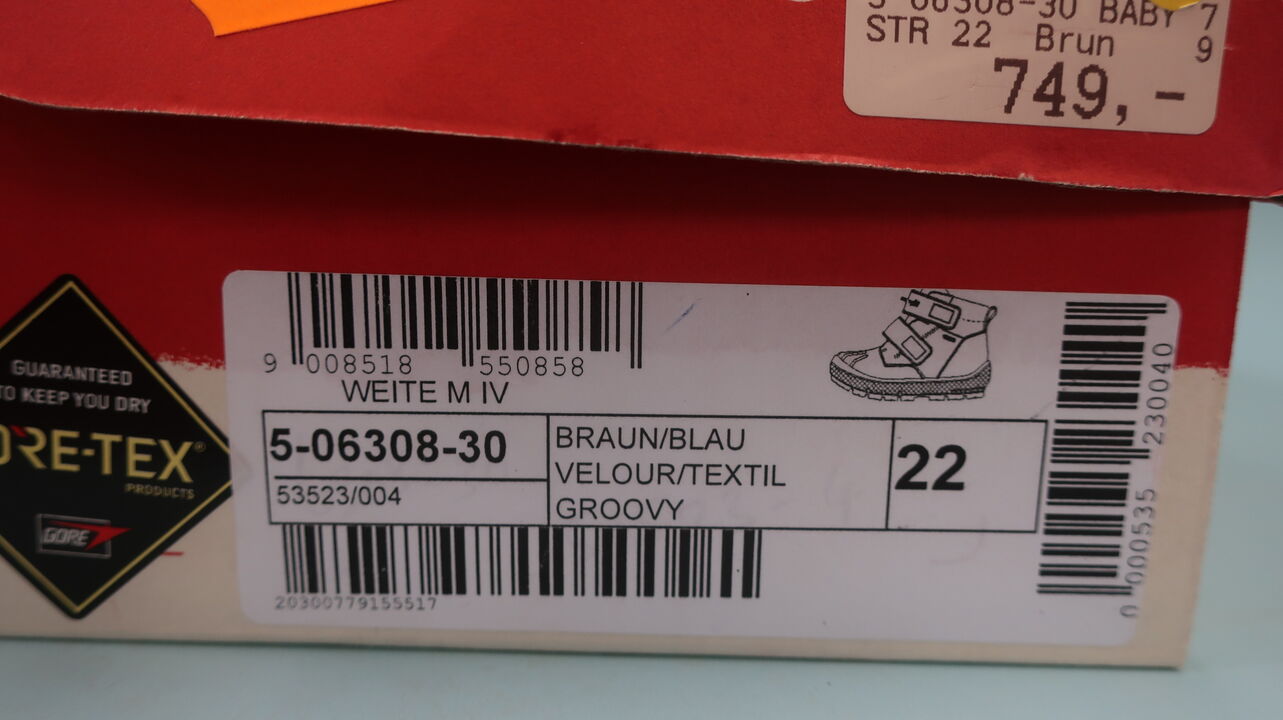 5-06308-30 BABY 7
STR 22 Brun 9
749,-
GUARANTEED
TO KEEP YOU DRY
GORE-TEX®
PRODUCTS
GORE
9 008518 550858
WEITE M IV
5-06308-30
53523/004
BRAUN/BLAU
VELOUR/TEXTIL
GROOVY
22
20300779155517
0 000535 230040